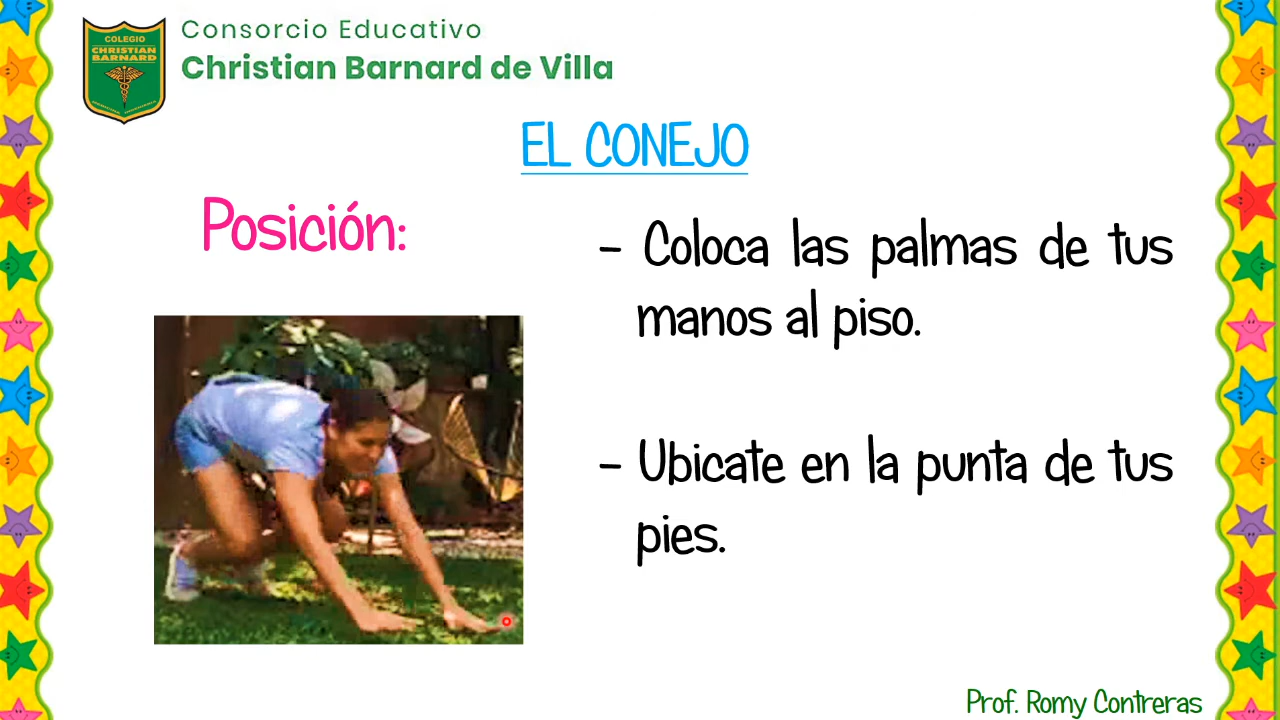 COLEGIO
CHRISTIAN
BARNARD
Consorcio Educativo
Christian Barnard de Villa
EL CONEJO
Posición:
- Coloca las palmas de tus
manos al piso.
- Ubicate en la punta de tus
pies.
Prof. Romy Contreras